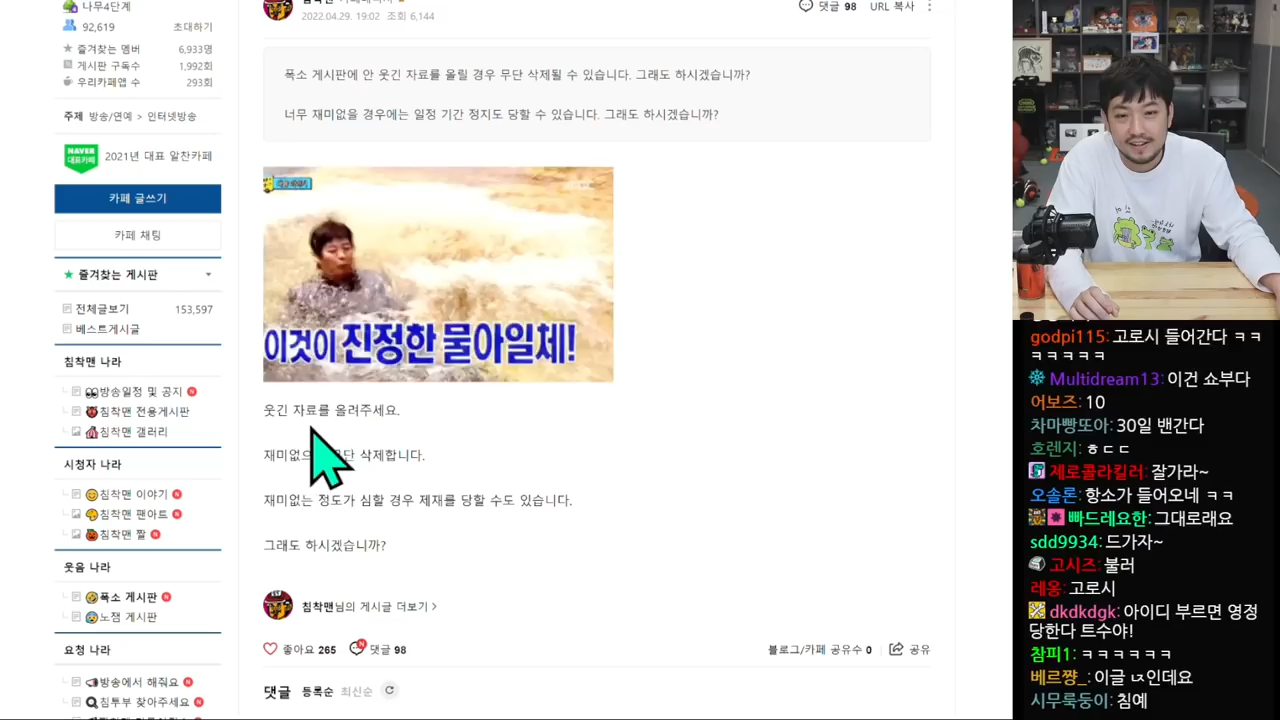 나무4단계
92,619 초대하기
즐겨찾는 멤버 6,933명
게시판 구독수 1,992회
우리카페앱 수 293회
주제 방송/연예 > 인터넷방송
NAVER
대표카페
2021년 대표 알찬카페
카페 글쓰기
카페 채팅
즐겨찾는 게시판
전체글보기 153,597
베스트게시글
침착맨 나라
방송일정 및 공지 N
침착맨 전용게시판
침착맨 갤러리
시청자 나라
침착맨 이야기 N
침착맨 팬아트 N
침착맨 짤 N
웃음 나라
폭소 게시판 N
노잼 게시판
요청 나라
방송에서 해줘요 N
침투부 찾아주세요 N
2022.04.29. 19:02 조회 6,144
댓글 98 URL 복사
폭소 게시판에 안 웃긴 자료를 올릴 경우 무단 삭제될 수 있습니다. 그래도 하시겠습니까?
너무 재미없을 경우에는 일정 기간 정지도 당할 수 있습니다. 그래도 하시겠습니까?
이것이 진정한 물아일체!
웃긴 자료를 올려주세요.
삭제합니다.
재미없는 정도가 심할 경우 제재를 당할 수도 있습니다.
그래도 하시겠습니까?
침착맨님의 게시글 더보기 >
좋아요 265 댓글 98
블로그/카페 공유수 0 공유
댓글 등록순 최신순
godpi115: 고로시 들어간다 ㅋㅋ
ㅋㅋㅋㅋㅋ
Multidream13: 이건 쇼부다
어보즈: 10
차마빵또아: 30일 밴간다
호렌지: ㅎㄷㄷ
제로콜라킬러: 잘가라~
오솔론: 항소가 들어오네 ㅋㅋ
빠드레요한: 그대로래요
sdd9934: 드가자~
고시즈: 불러
레옹: 고로시
dkdkdgk: 아이디 부르면 영정
당한다 트수야!
참피1: ㅋㅋㅋㅋㅋㅋ
베르쨩_: 이글 ㄴ인데요
시무룩둥이: 침예